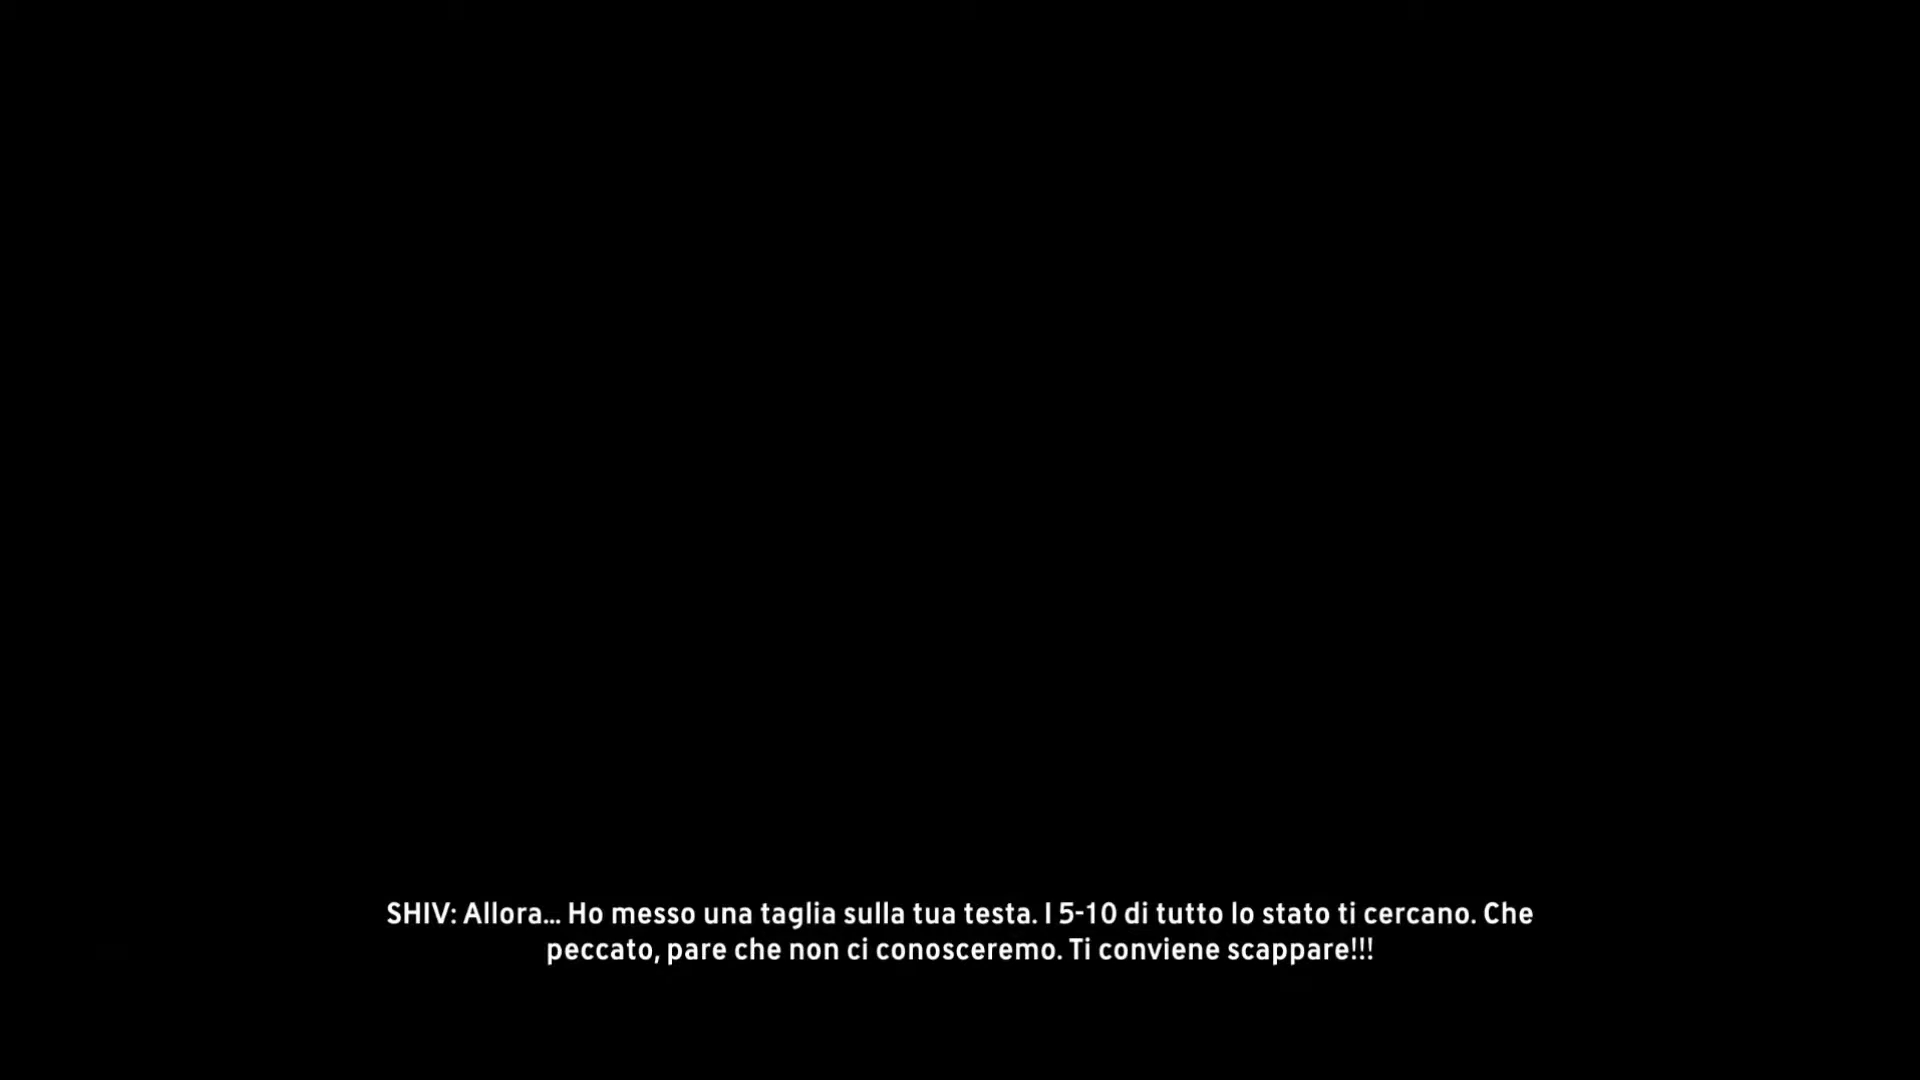 SHIV: Allora... Ho messo una taglia sulla tua testa. I 5-10 di tutto lo stato ti cercano. Che
peccato, pare che non ci conosceremo. Ti conviene scappare!!!